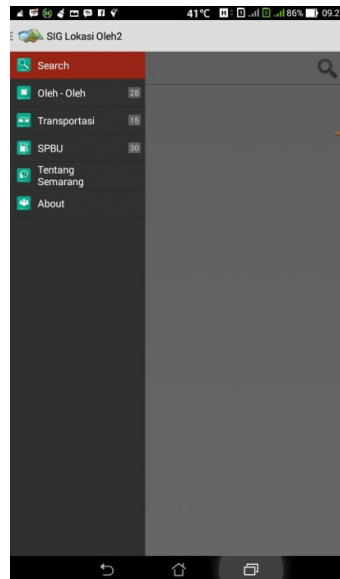 41°C 86% 09.2
SIG Lokasi Oleh2
Search
Oleh - Oleh 28
Transportasi 15
SPBU 30
Tentang
Semarang
About